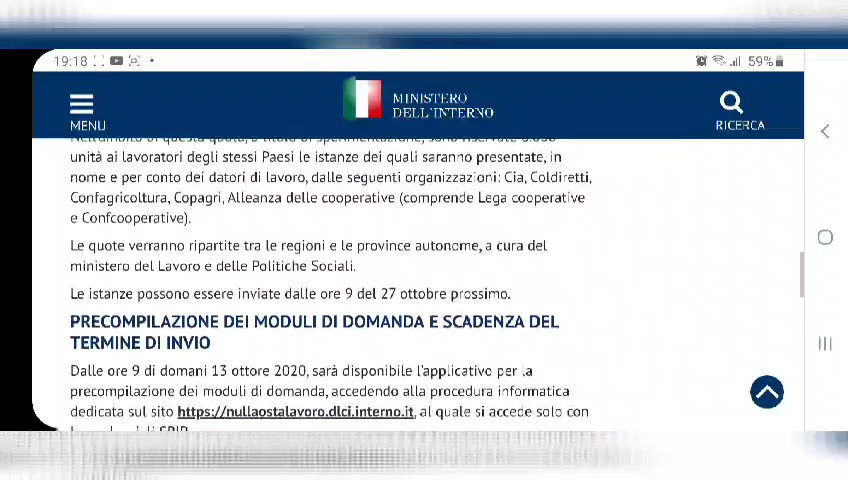 19:18
59%
MENU
MINISTERO
DELL'INTERNO
RICERCA
unità ai lavoratori degli stessi Paesi le istanze dei quali saranno presentate, in
nome e per conto dei datori di lavoro, dalle seguenti organizzazioni: Cia, Coldiretti,
Confagricoltura, Copagri, Alleanza delle cooperative (comprende Lega cooperative
e Confcooperative).
Le quote verranno ripartite tra le regioni e le province autonome, a cura del
ministero del Lavoro e delle Politiche Sociali.
Le istanze possono essere inviate dalle ore 9 del 27 ottobre prossimo.
PRECOMPILAZIONE DEI MODULI DI DOMANDA E SCADENZA DEL
TERMINE DI INVIO
Dalle ore 9 di domani 13 ottore 2020, sarà disponibile l'applicativo per la
precompilazione dei moduli di domanda, accedendo alla procedura informatica
dedicata sul sito https://nullaostalavoro.dlci.interno.it, al quale si accede solo con